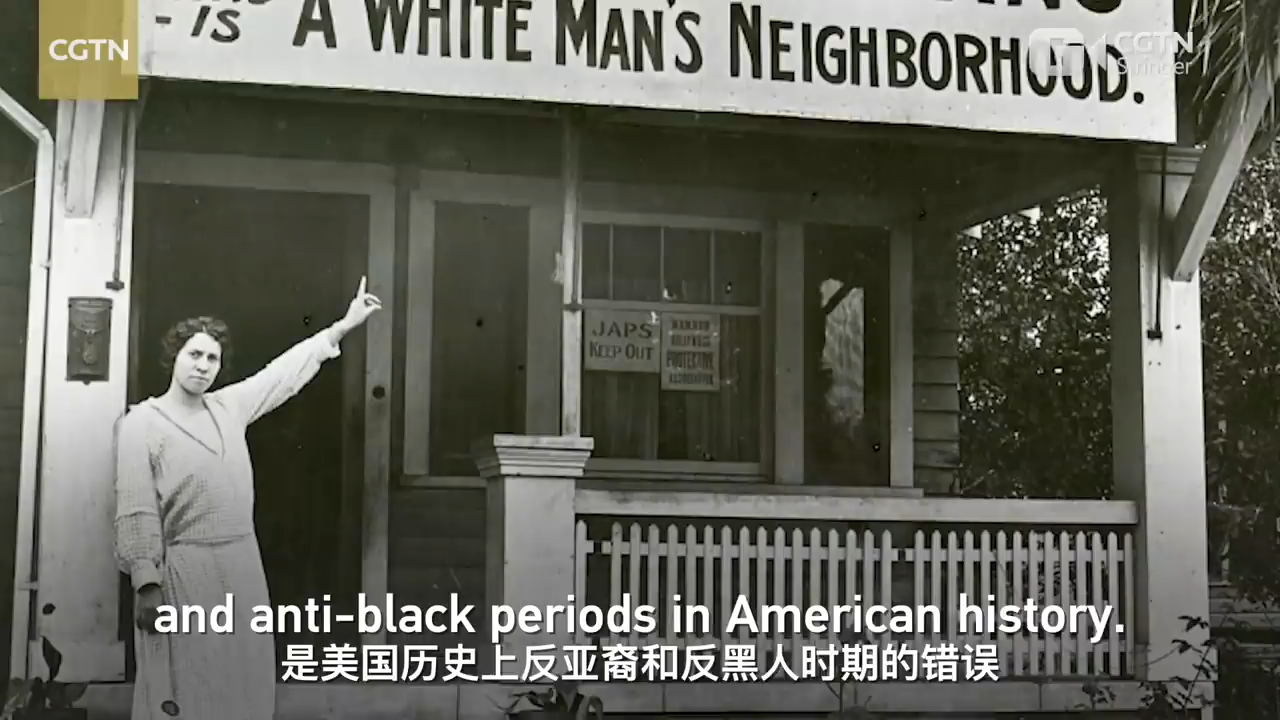 CGTN
- IS A WHITE MAN'S NEIGHBORHOOD.
CGTN
Stringer
JAPS
KEEP OUT
PROTECTIVE
ASSOCIATION
and anti-black periods in American history.
是美国历史上反亚裔和反黑人时期的错误